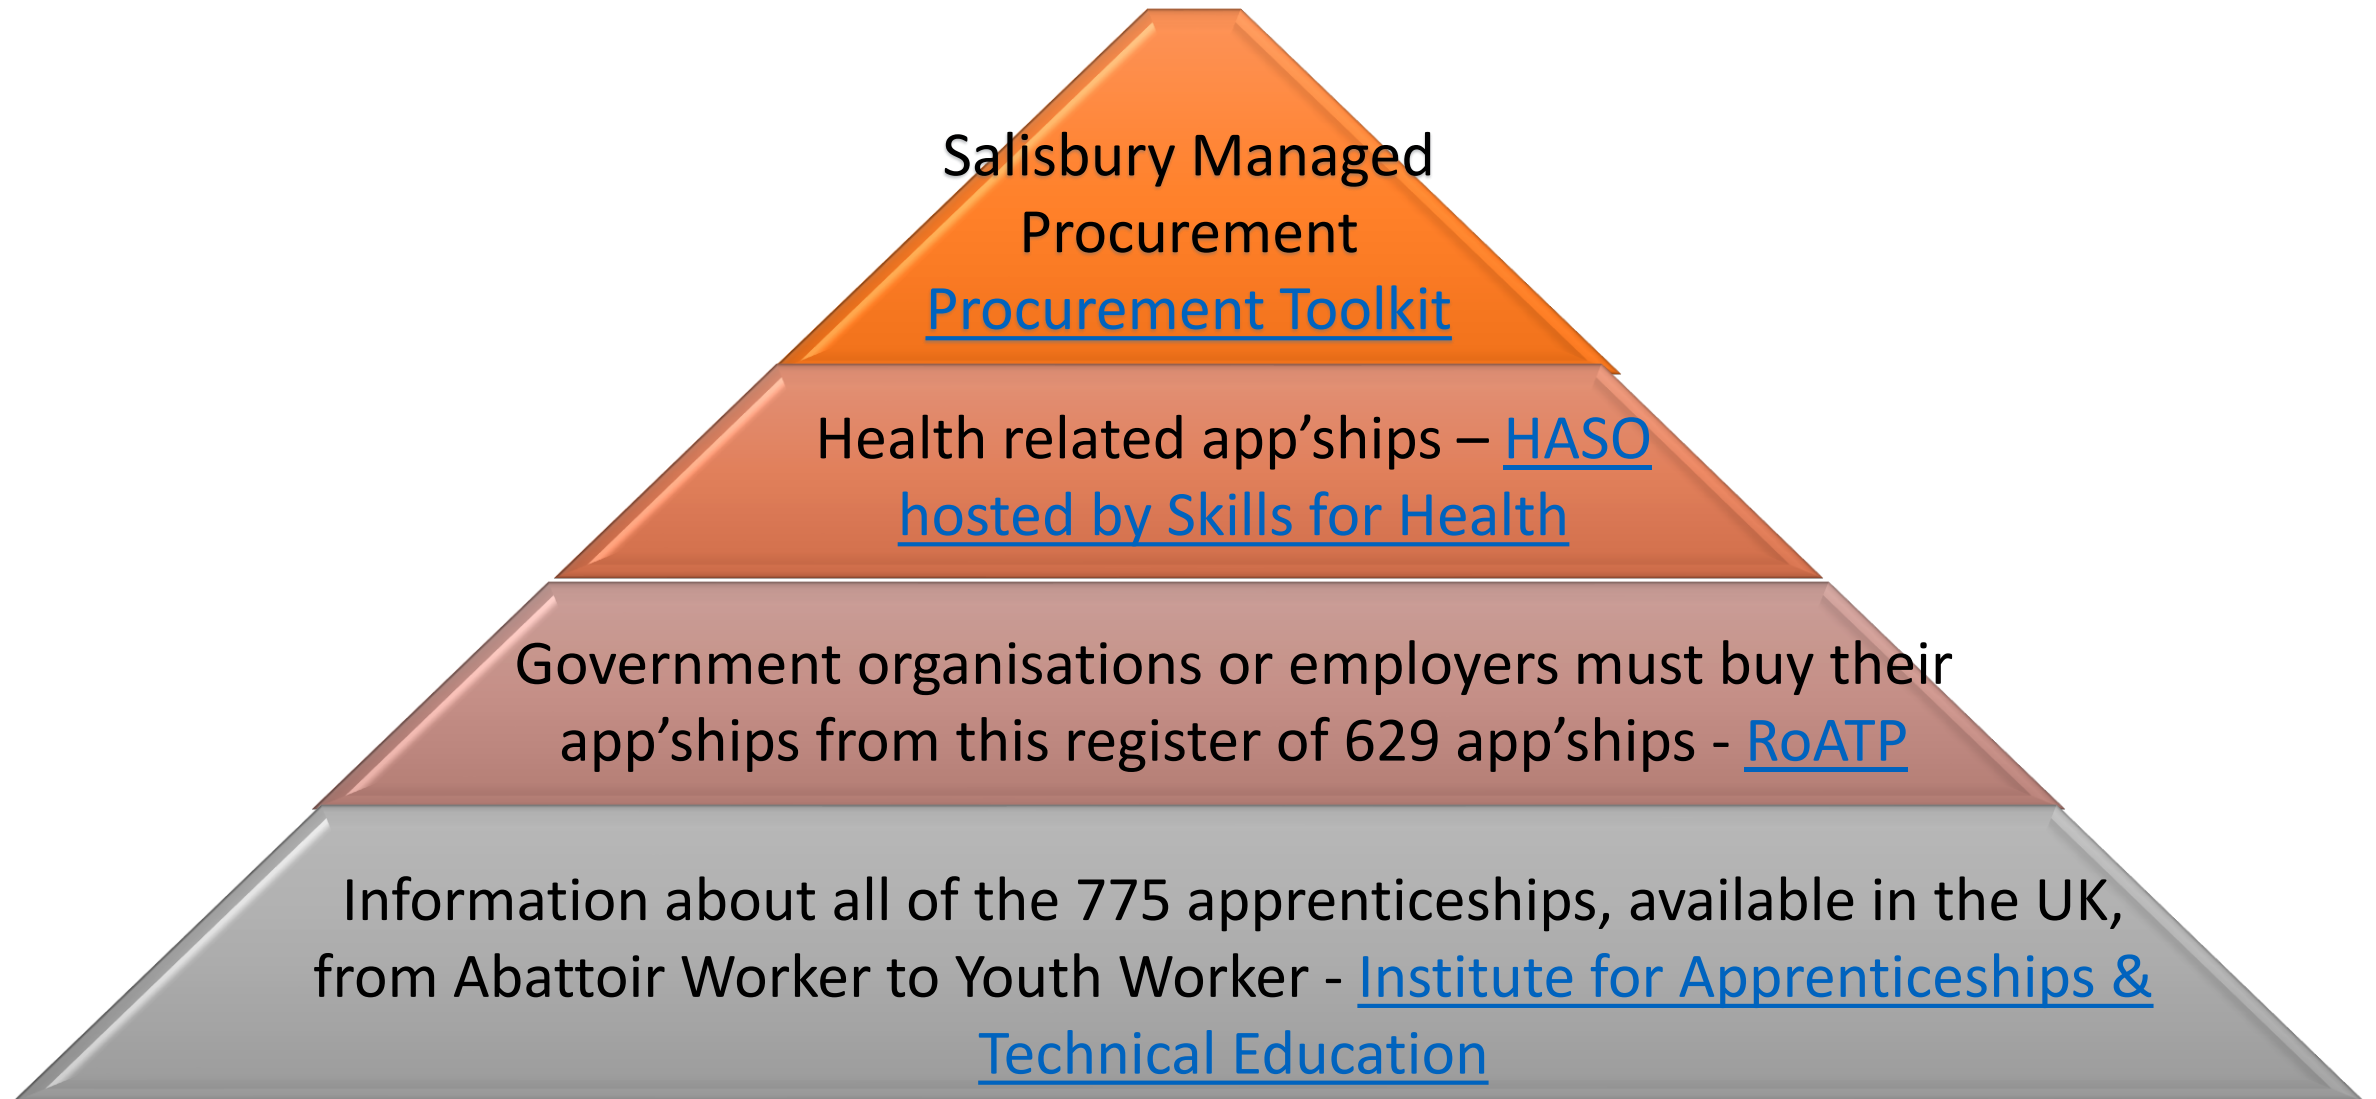 Salisbury Managed
Procurement
Procurement Toolkit
Health related app’ships – HASO
hosted by Skills for Health
Government organisations or employers must buy their
app’ships from this register of 629 app’ships - RoATP
Information about all of the 775 apprenticeships, available in the UK,
from Abattoir Worker to Youth Worker - Institute for Apprenticeships &
Technical Education